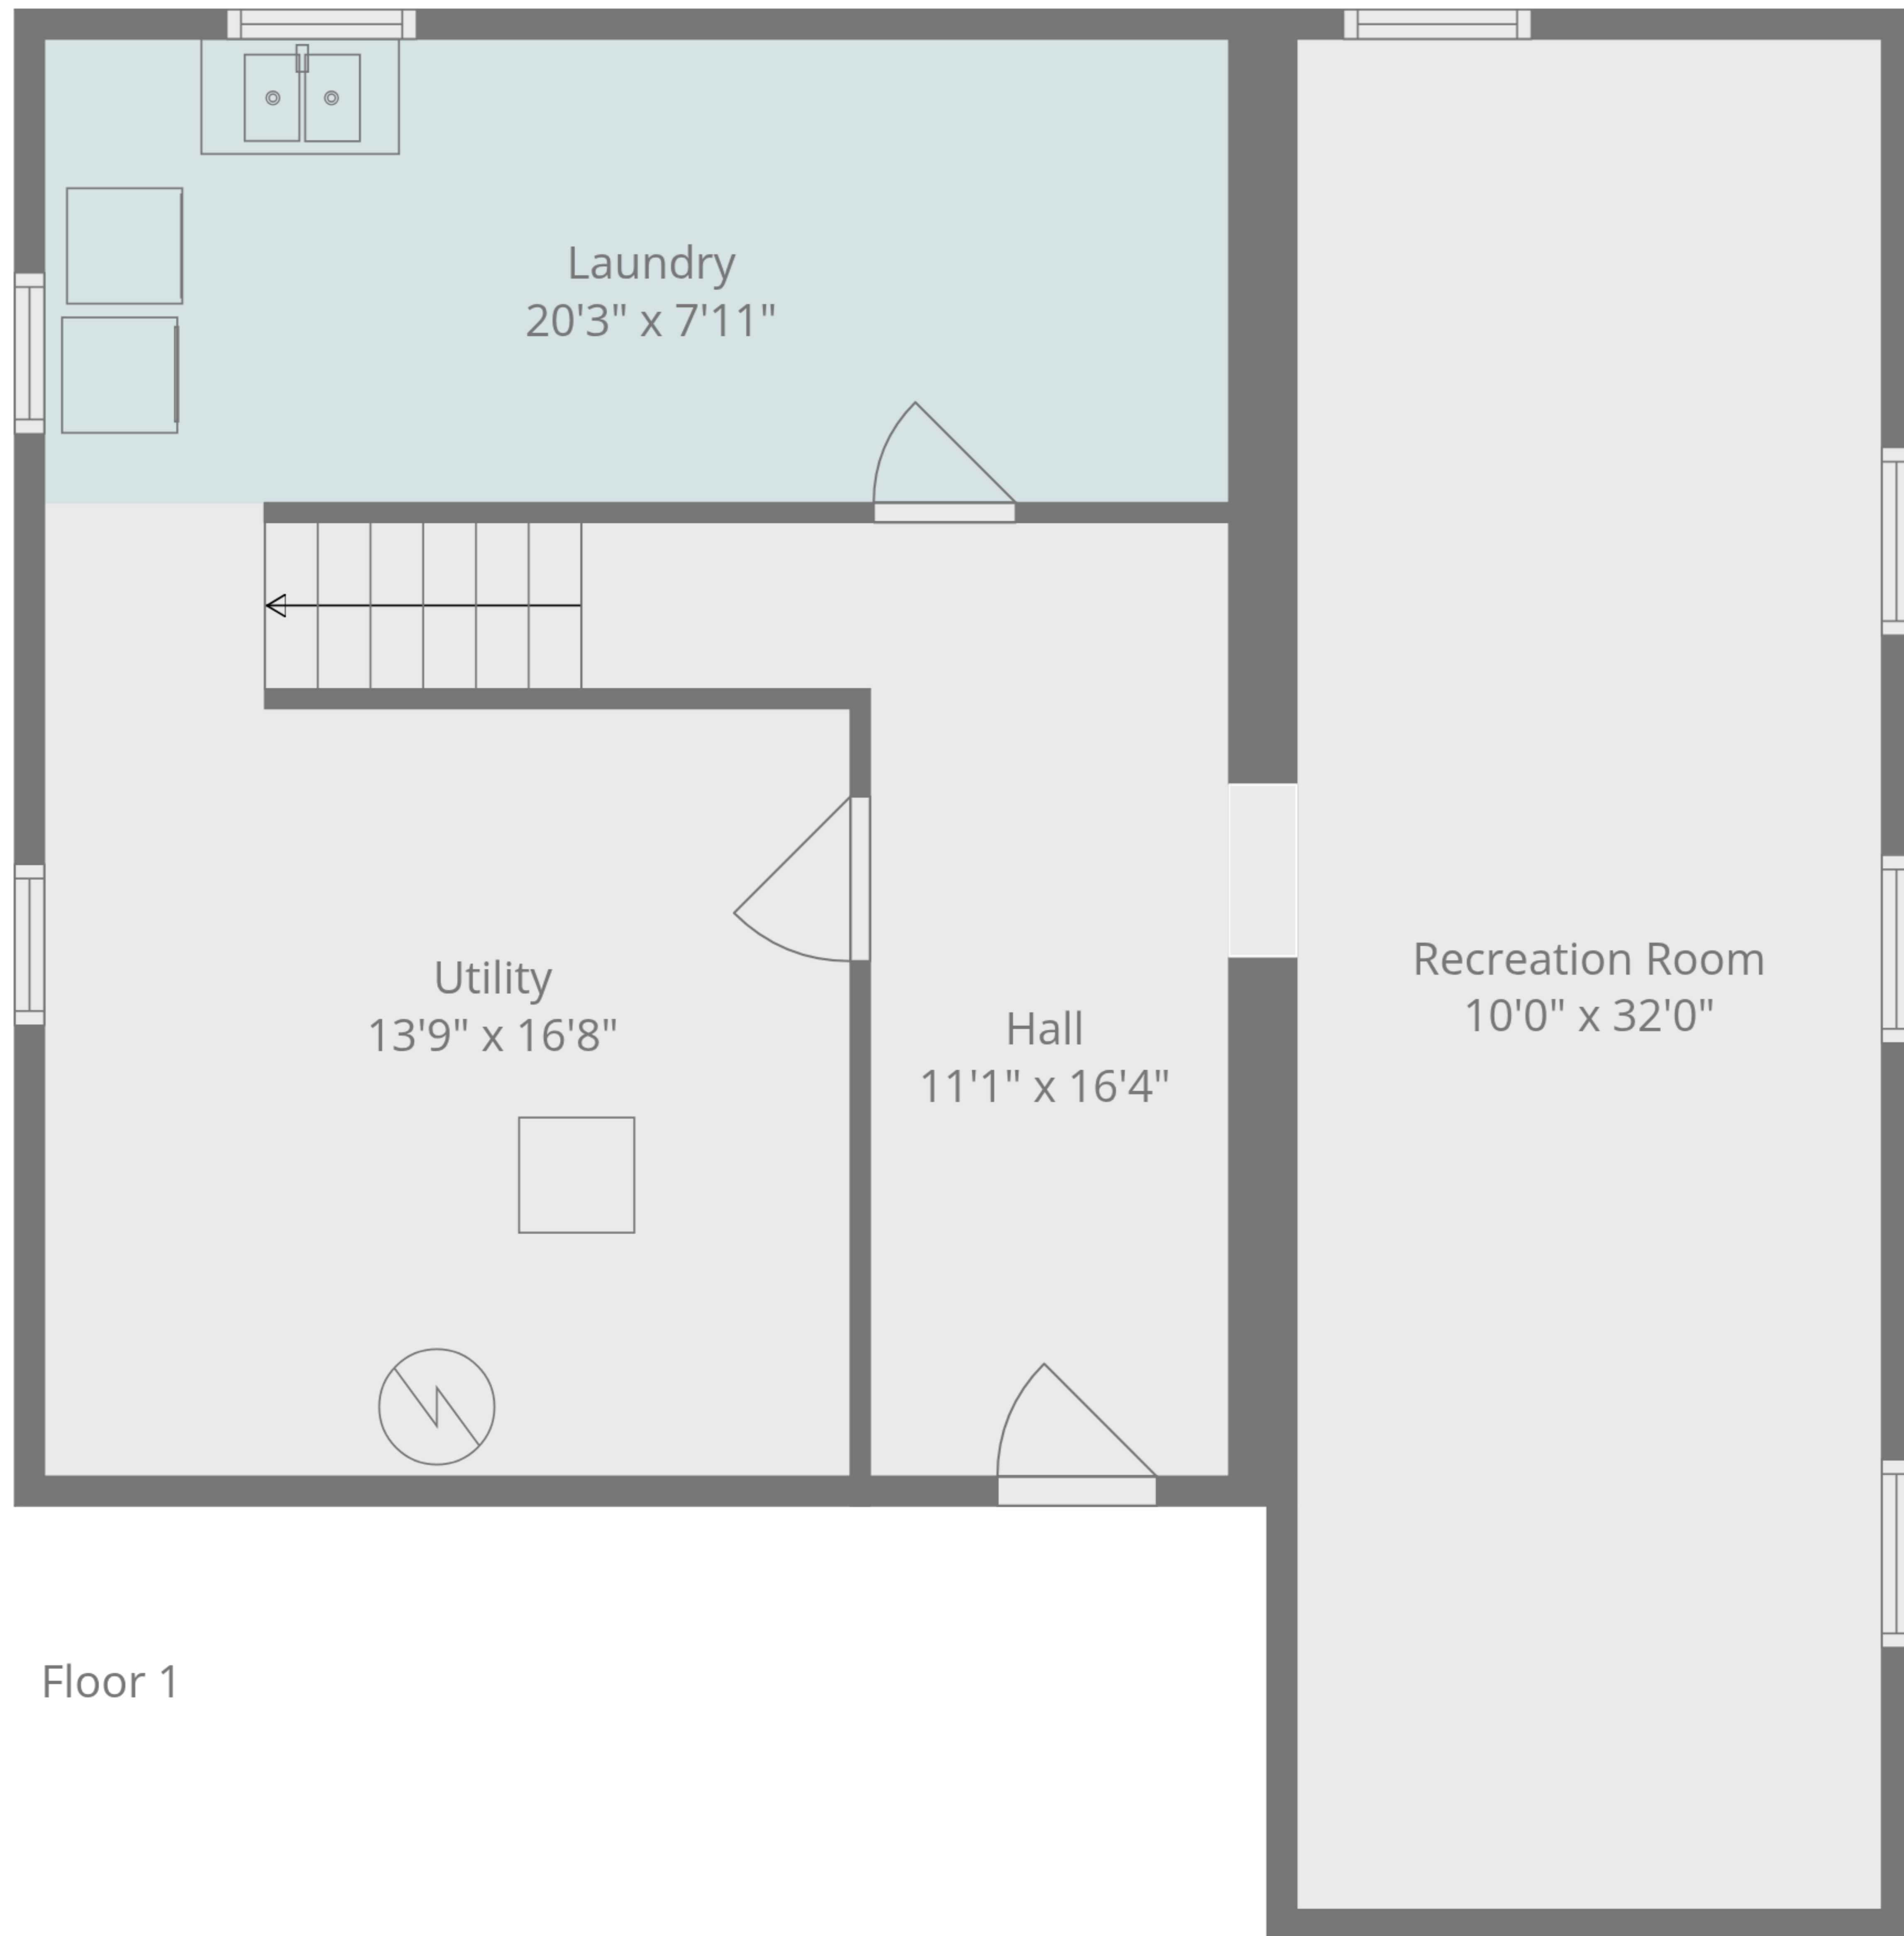 Laundry
20'3" x 7'11"
Utility
13'9" x 16'8"
Hall
11'1" x 16'4"
Recreation Room
10'0" x 32'0"
Floor 1